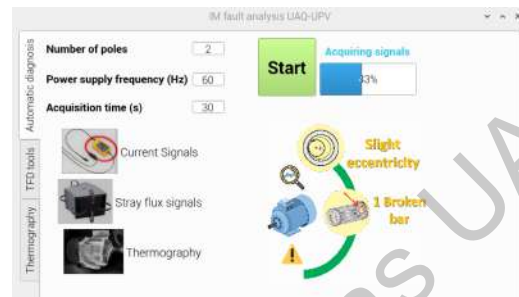 IM fault analysis UAQ-UPV
Automatic diagnosis
TFD tools
Thermography
Number of poles 2
Power supply frequency (Hz) 60
Acquisition time (s) 30
Start
Acquiring signals
33%
Current Signals
Stray flux signals
Thermography
Slight
eccentricity
1 Broken
bar